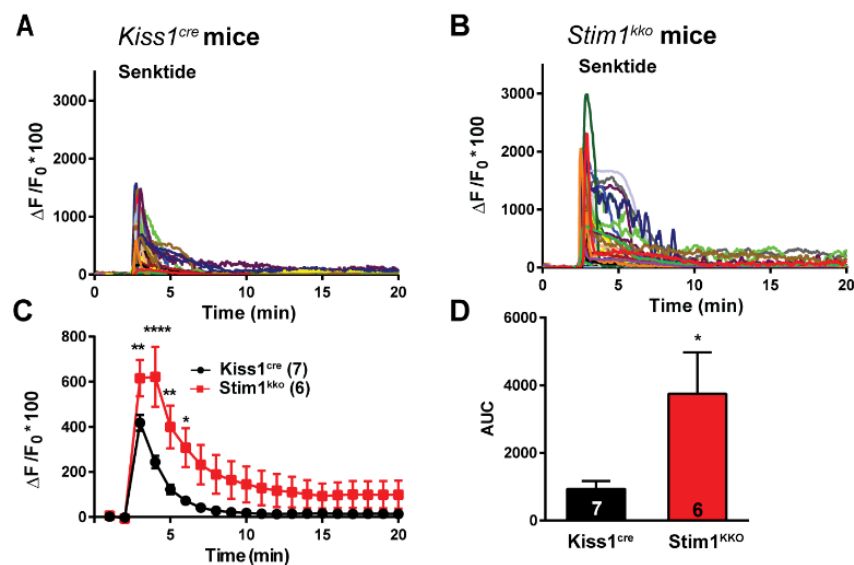 A
Kiss1cre mice
Senktide
ΔF/F0 * 100
3000
2000
1000
0
0 5 10 15 20
Time (min)
B
Stim1kko mice
Senktide
ΔF/F0 * 100
3000
2000
1000
0
0 5 10 15 20
Time (min)
C
ΔF/F0 * 100
800
600
400
200
0
** **** ** *
Kiss1cre (7)
Stim1kko (6)
0 5 10 15 20
Time (min)
D
AUC
6000
4000
2000
0
*
7 6
Kiss1cre Stim1KKO